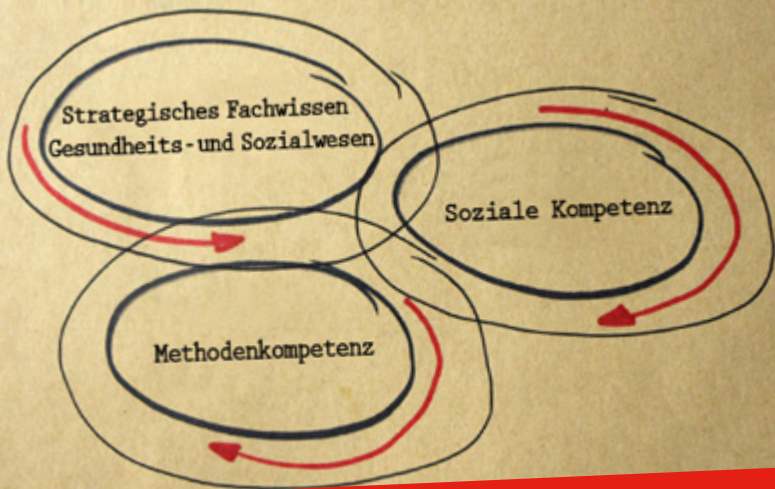 Strategisches Fachwissen
Gesundheits-und Sozialwesen
Soziale Kompetenz
Methodenkompetenz